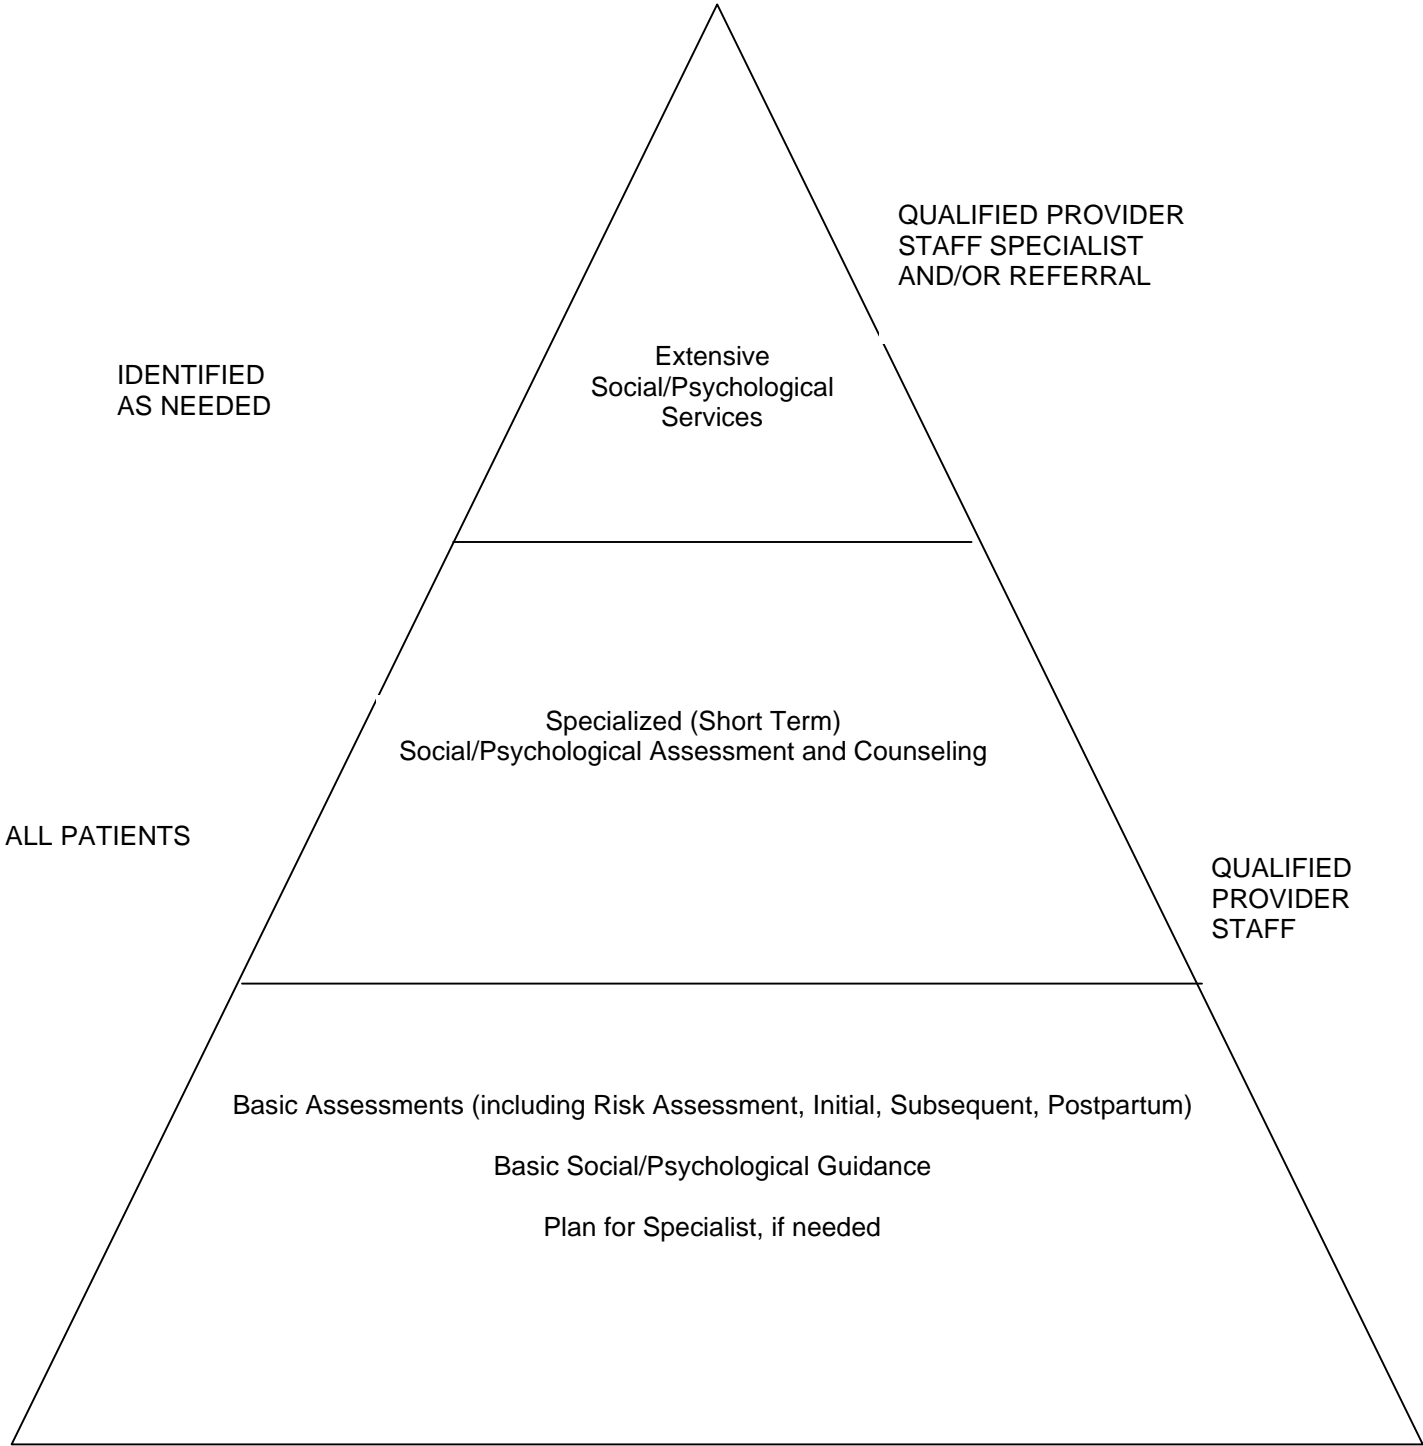 QUALIFIED PROVIDER
STAFF SPECIALIST
AND/OR REFERRAL
IDENTIFIED
AS NEEDED
Extensive
Social/Psychological
Services
Specialized (Short Term)
Social/Psychological Assessment and Counseling
ALL PATIENTS
QUALIFIED
PROVIDER
STAFF
Basic Assessments (including Risk Assessment, Initial, Subsequent, Postpartum)
Basic Social/Psychological Guidance
Plan for Specialist, if needed